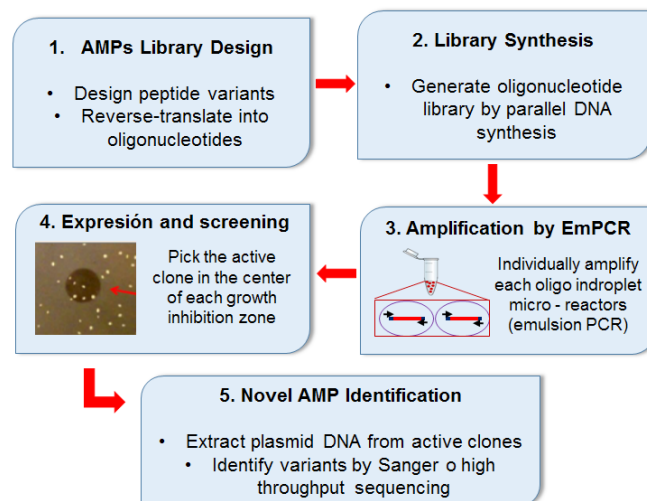 1. AMPs Library Design
• Design peptide variants
• Reverse-translate into
oligonucleotides
2. Library Synthesis
• Generate oligonucleotide
library by parallel DNA
synthesis
3. Amplification by EmPCR
Individually amplify
each oligo indroplet
micro - reactors
(emulsion PCR)
4. Expresión and screening
Pick the active
clone in the center
of each growth
inhibition zone
5. Novel AMP Identification
• Extract plasmid DNA from active clones
• Identify variants by Sanger o high
throughput sequencing